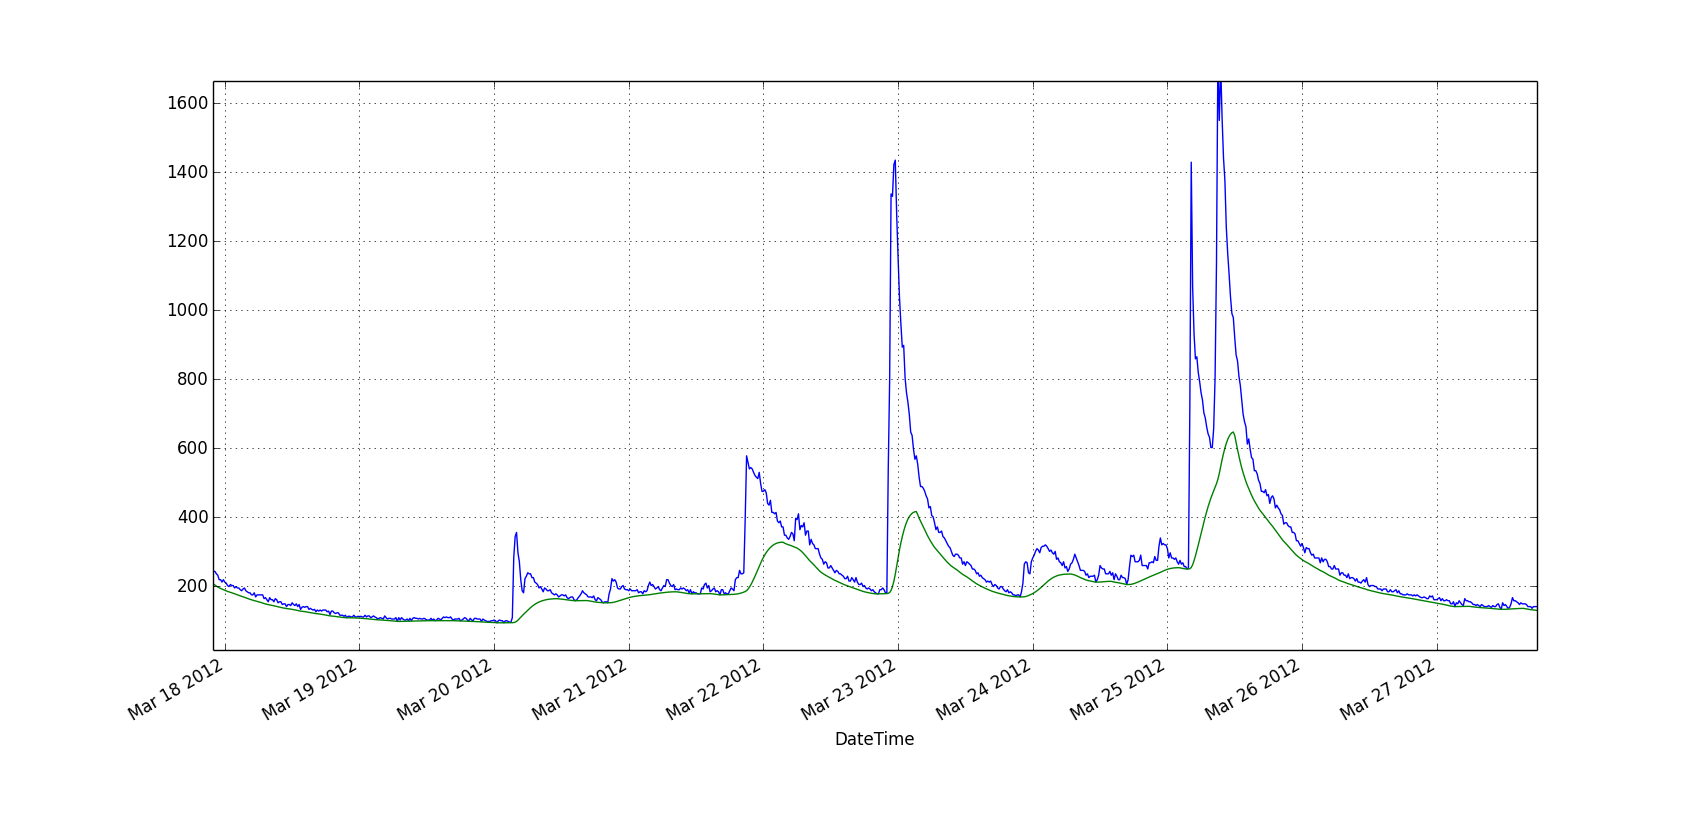 1600
1400
1200
1000
800
600
400
200
Mar 18 2012
Mar 19 2012
Mar 20 2012
Mar 21 2012
Mar 22 2012
Mar 23 2012
Mar 24 2012
Mar 25 2012
Mar 26 2012
Mar 27 2012
DateTime